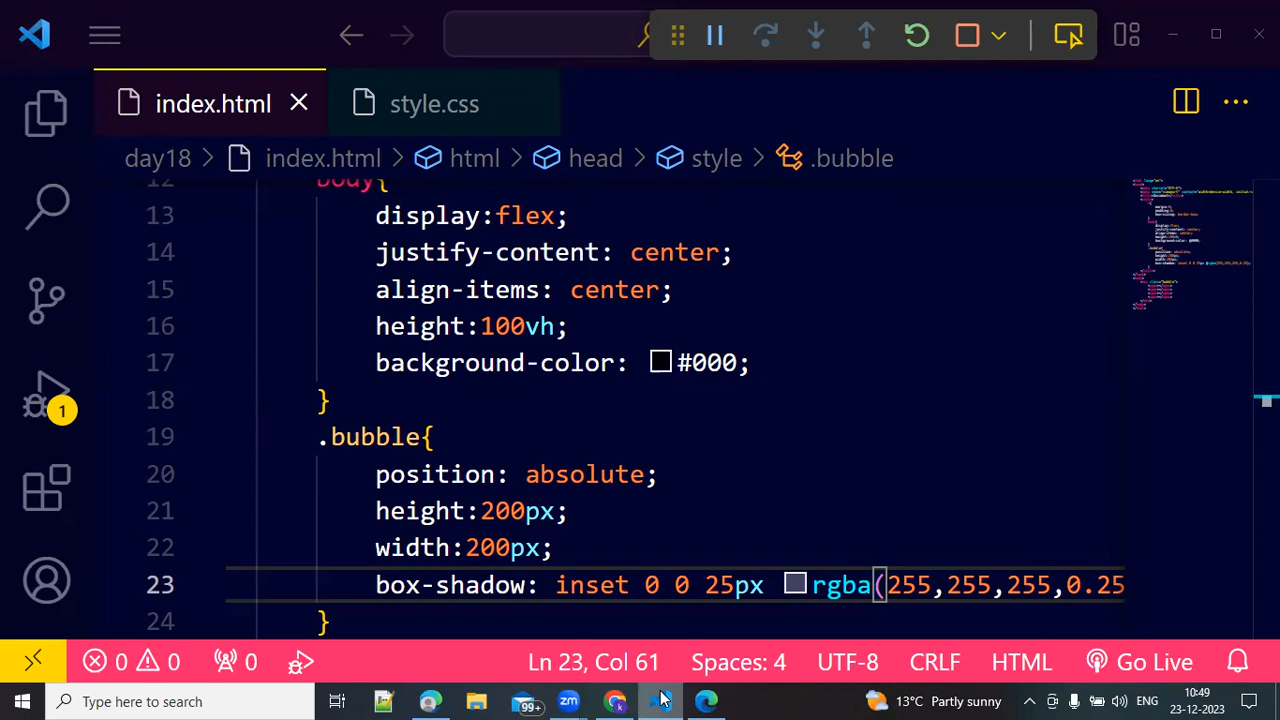 index.html style.css
day18 index.html html head style .bubble
12 body{
13 display:flex;
14 justify-content: center;
15 align-items: center;
16 height:100vh;
17 background-color: #000;
18 }
19 .bubble{
20 position: absolute;
21 height:200px;
22 width:200px;
23 box-shadow: inset 0 0 25px rgba(255,255,255,0.25
24 }
1
0 0 0 Ln 23, Col 61 Spaces: 4 UTF-8 CRLF HTML Go Live
Type here to search 99+ 13°C Partly sunny ENG 10:49
23-12-2023